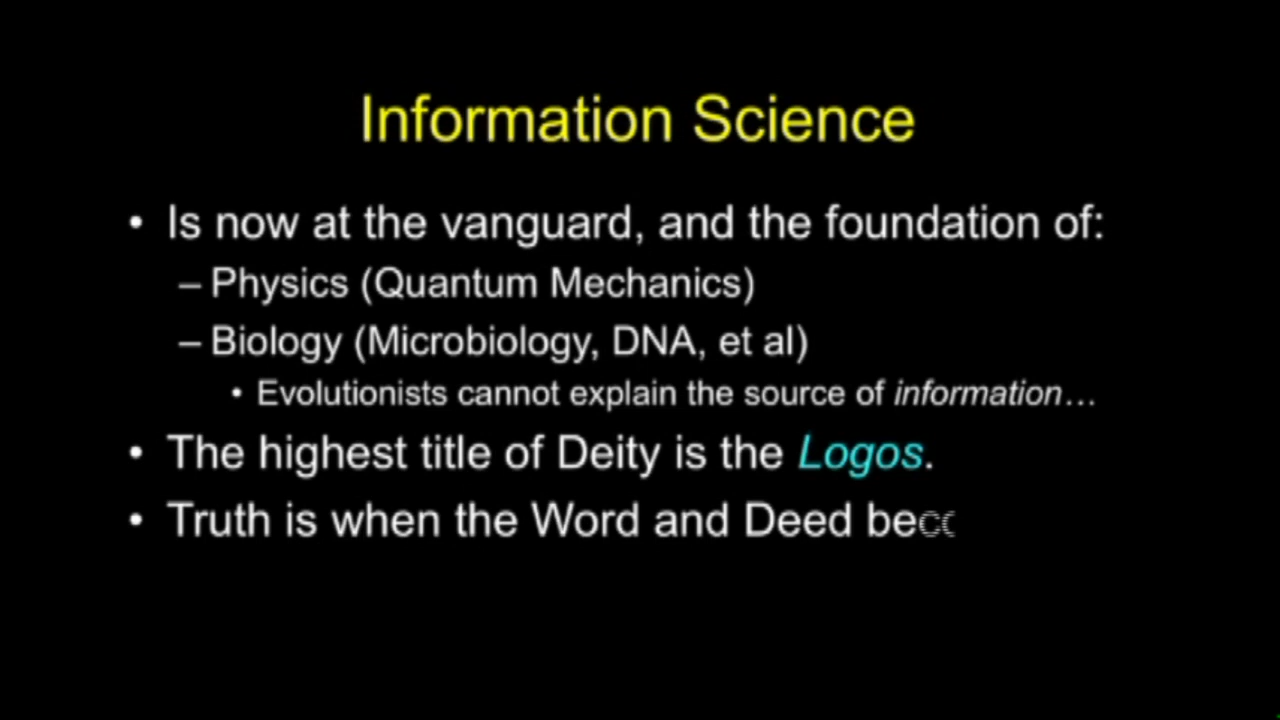 Information Science
• Is now at the vanguard, and the foundation of:
– Physics (Quantum Mechanics)
– Biology (Microbiology, DNA, et al)
• Evolutionists cannot explain the source of information…
• The highest title of Deity is the Logos.
• Truth is when the Word and Deed